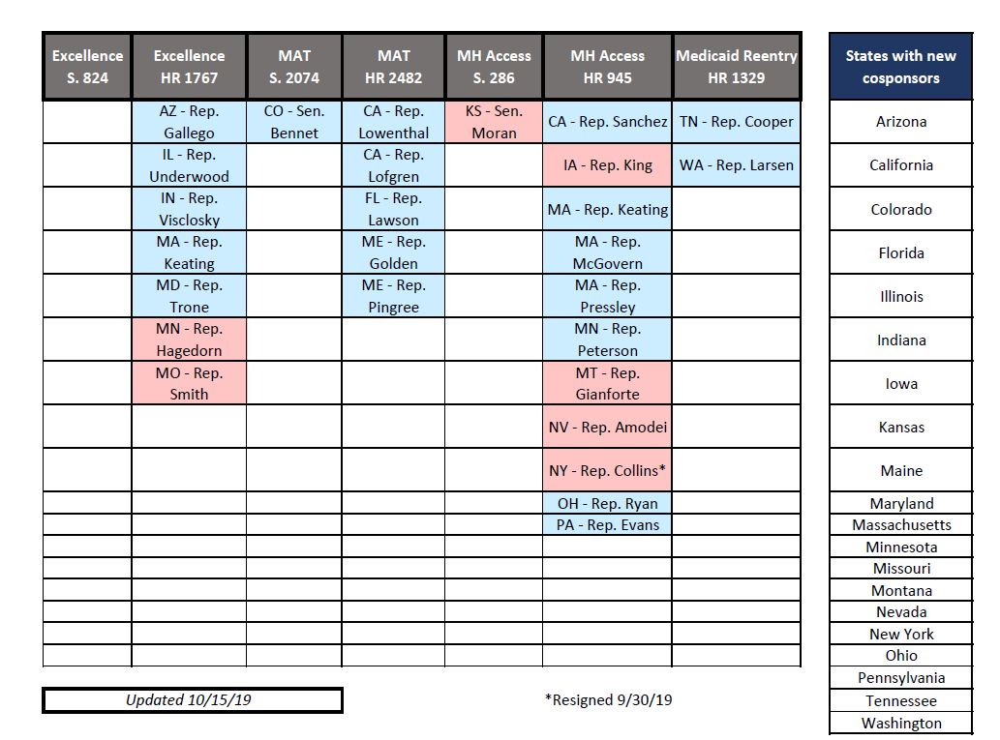 Excellence S. 824
Excellence HR 1767
MAT S. 2074
MAT HR 2482
MH Access S. 286
MH Access HR 945
Medicaid Reentry HR 1329
AZ - Rep. Gallego
CO - Sen. Bennet
CA - Rep. Lowenthal
KS - Sen. Moran
CA - Rep. Sanchez
TN - Rep. Cooper
IL - Rep. Underwood
CA - Rep. Lofgren
IA - Rep. King
WA - Rep. Larsen
IN - Rep. Visclosky
FL - Rep. Lawson
MA - Rep. Keating
MA - Rep. Keating
ME - Rep. Golden
MA - Rep. McGovern
MD - Rep. Trone
ME - Rep. Pingree
MA - Rep. Pressley
MN - Rep. Hagedorn
MN - Rep. Peterson
MO - Rep. Smith
MT - Rep. Gianforte
NV - Rep. Amodei
NY - Rep. Collins*
OH - Rep. Ryan
PA - Rep. Evans
Updated 10/15/19
*Resigned 9/30/19
States with new cosponsors
Arizona
California
Colorado
Florida
Illinois
Indiana
Iowa
Kansas
Maine
Maryland
Massachusetts
Minnesota
Missouri
Montana
Nevada
New York
Ohio
Pennsylvania
Tennessee
Washington